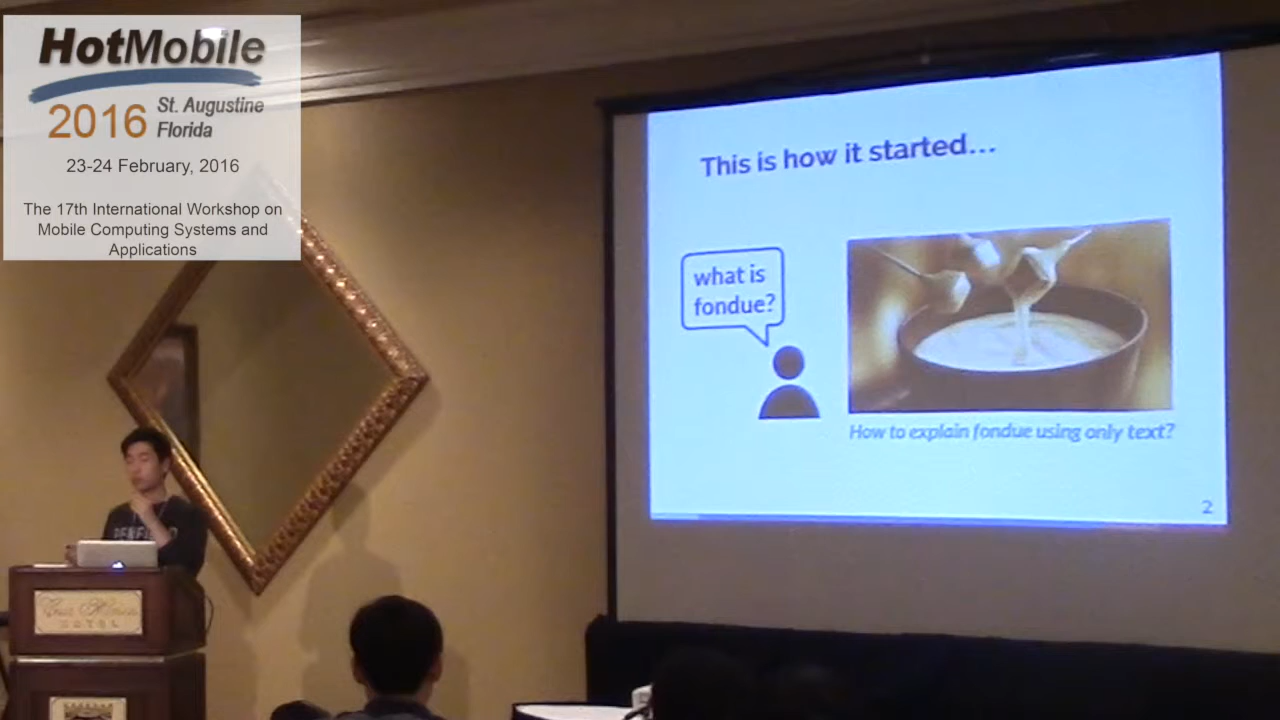 HotMobile
2016 St. Augustine
Florida
23-24 February, 2016
The 17th International Workshop on
Mobile Computing Systems and
Applications
This is how it started...
what is
fondue?
How to explain fondue using only text?
2
HOTEL